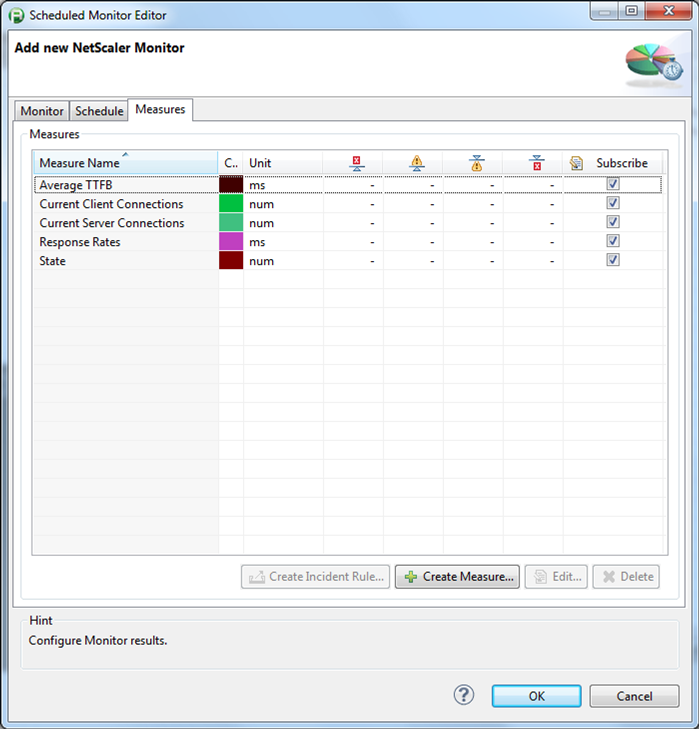 Scheduled Monitor Editor
Add new NetScaler Monitor
Monitor Schedule Measures
Measures
Measure Name C.. Unit Subscribe
Average TTFB ms - - - -
Current Client Connections num - - - -
Current Server Connections num - - - -
Response Rates ms - - - -
State num - - - -
Create Incident Rule... Create Measure... Edit... Delete
Hint
Configure Monitor results.
? OK Cancel